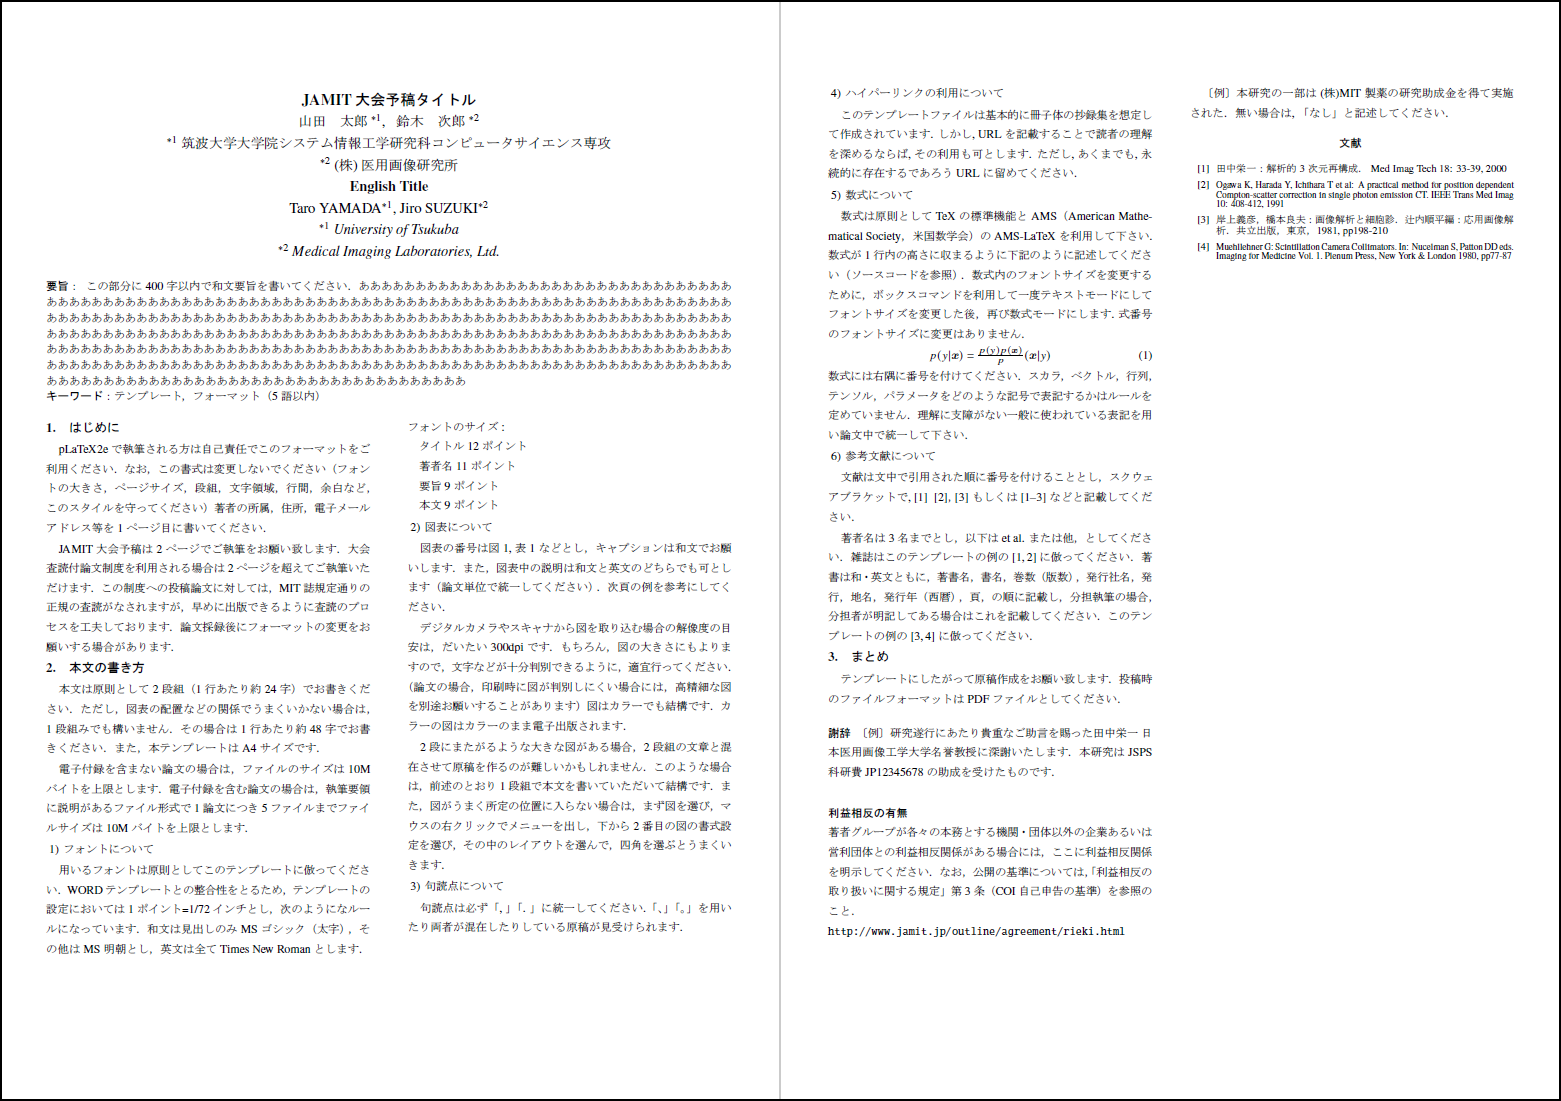 JAMIT 大会予稿タイトル
山田　太郎 *1，鈴木　次郎 *2
*1 筑波大学大学院システム情報工学研究科コンピュータサイエンス専攻
*2 (株) 医用画像研究所
English Title
Taro YAMADA*1, Jiro SUZUKI*2
*1 University of Tsukuba
*2 Medical Imaging Laboratories, Ltd.
要旨： この部分に 400 字以内で和文要旨を書いてください．あああああああああああああああああああああああああああああああああ
ああああああああああああああああああああああああああああああああああああああああああああああああああああああああああああ
ああああああああああああああああああああああああああああああああああああああああああああああああああああああああああああ
ああああああああああああああああああああああああああああああああああああああああああああああああああああああああああああ
ああああああああああああああああああああああああああああああああああああああああああああああああああああああああああああ
ああああああああああああああああああああああああああああああああああああああああああああああああああああああああああああ
あああああああああああああああああああああああああああああああああああああ
キーワード：テンプレート，フォーマット（5 語以内）
1. はじめに
pLaTeX2e で執筆される方は自己責任でこのフォーマットをご
利用ください．なお，この書式は変更しないでください（フォン
トの大きさ，ページサイズ，段組，文字領域，行間，余白など，
このスタイルを守ってください）著者の所属，住所，電子メール
アドレス等を 1 ページ目に書いてください．
JAMIT 大会予稿は 2 ページでご執筆をお願い致します．大会
査読付論文制度を利用される場合は 2 ページを超えてご執筆いた
だけます．この制度への投稿論文に対しては，MIT 誌規定通りの
正規の査読がなされますが，早めに出版できるように査読のプロ
セスを工夫しております．論文採録後にフォーマットの変更をお
願いする場合があります．
2. 本文の書き方
本文は原則として 2 段組（1 行あたり約 24 字）でお書きくだ
さい．ただし，図表の配置などの関係でうまくいかない場合は，
1 段組みでも構いません．その場合は 1 行あたり約 48 字でお書
きください．また，本テンプレートは A4 サイズです．
電子付録を含まない論文の場合は，ファイルのサイズは 10M
バイトを上限とします．電子付録を含む論文の場合は，執筆要領
に説明があるファイル形式で 1 論文につき 5 ファイルまでファイ
ルサイズは 10M バイトを上限とします．
1) フォントについて
用いるフォントは原則としてこのテンプレートに倣ってくださ
い．WORD テンプレートとの整合性をとるため，テンプレートの
設定においては 1 ポイント=1/72 インチとし，次のようになルー
ルになっています．和文は見出しのみ MS ゴシック（太字），そ
の他は MS 明朝とし，英文は全て Times New Roman とします．
フォントのサイズ：
タイトル 12 ポイント
著者名 11 ポイント
要旨 9 ポイント
本文 9 ポイント
2) 図表について
図表の番号は図 1, 表 1 などとし，キャプションは和文でお願
いします．また，図表中の説明は和文と英文のどちらでも可とし
ます（論文単位で統一してください）．次頁の例を参考にしてく
ださい．
デジタルカメラやスキャナから図を取り込む場合の解像度の目
安は，だいたい 300dpi です．もちろん，図の大きさにもよりま
すので，文字などが十分判別できるように，適宜行ってください．
（論文の場合，印刷時に図が判別しにくい場合には，高精細な図
を別途お願いすることがあります）図はカラーでも結構です．カ
ラーの図はカラーのまま電子出版されます．
2 段にまたがるような大きな図がある場合，2 段組の文章と混
在させて原稿を作るのが難しいかもしれません．このような場合
は，前述のとおり 1 段組で本文を書いていただいて結構です．ま
た，図がうまく所定の位置に入らない場合は，まず図を選び，マ
ウスの右クリックでメニューを出し，下から 2 番目の図の書式設
定を選び，その中のレイアウトを選んで，四角を選ぶとうまくい
きます．
3) 句読点について
句読点は必ず「，」「．」に統一してください．「、」「。」を用い
たり両者が混在したりしている原稿が見受けられます．
4) ハイパーリンクの利用について
このテンプレートファイルは基本的に冊子体の抄録集を想定し
て作成されています．しかし，URL を記載することで読者の理解
を深めるならば，その利用も可とします．ただし，あくまでも，永
続的に存在するであろう URL に留めてください．
5) 数式について
数式は原則として TeX の標準機能と AMS（American Mathe-
matical Society，米国数学会）の AMS-LaTeX を利用して下さい．
数式が 1 行内の高さに収まるように下記のように記述してくださ
い（ソースコードを参照）．数式内のフォントサイズを変更する
ために，ボックスコマンドを利用して一度テキストモードにして
フォントサイズを変更した後，再び数式モードにします．式番号
のフォントサイズに変更はありません．
p(y|x) = p(y)p(x)/p (x|y) (1)
数式には右隅に番号を付けてください．スカラ，ベクトル，行列，
テンソル，パラメータをどのような記号で表記するかはルールを
定めていません．理解に支障がない一般に使われている表記を用
い論文中で統一して下さい．
6) 参考文献について
文献は文中で引用された順に番号を付けることとし，スクウェ
アブラケットで, [1] [2], [3] もしくは [1–3] などと記載してくだ
さい．
著者名は 3 名までとし，以下は et al. または他，としてくださ
い．雑誌はこのテンプレートの例の [1, 2] に倣ってください．著
書は和・英文ともに，著書名，書名，巻数（版数），発行社名，発
行，地名，発行年（西暦），頁，の順に記載し，分担執筆の場合，
分担者が明記してある場合はこれを記載してください．このテン
プレートの例の [3, 4] に倣ってください．
3. まとめ
テンプレートにしたがって原稿作成をお願い致します．投稿時
のファイルフォーマットは PDF ファイルとしてください．
謝辞 〔例〕研究遂行にあたり貴重なご助言を賜った田中栄一 日
本医用画像工学大学名誉教授に深謝いたします．本研究は JSPS
科研費 JP12345678 の助成を受けたものです．
利益相反の有無
著者グループが各々の本務とする機関・団体以外の企業あるいは
営利団体との利益相反関係がある場合には，ここに利益相反関係
を明示してください．なお，公開の基準については，「利益相反の
取り扱いに関する規定」第 3 条（COI 自己申告の基準）を参照の
こと．
http://www.jamit.jp/outline/agreement/rieki.html
〔例〕本研究の一部は (株)MIT 製薬の研究助成金を得て実施
された．無い場合は，「なし」と記述してください．
文献
[1] 田中栄一：解析的 3 次元再構成． Med Imag Tech 18: 33-39, 2000
[2] Ogawa K, Harada Y, Ichihara T et al: A practical method for position dependent
Compton-scatter correction in single photon emission CT. IEEE Trans Med Imag
10: 408-412, 1991
[3] 岸上義彦，橋本良夫：画像解析と細胞診．辻内順平編：応用画像解
析．共立出版，東京，1981, pp198-210
[4] Muehllehner G: Scintillation Camera Collimators. In: Nucelman S, Patton DD eds.
Imaging for Medicine Vol. 1. Plenum Press, New York & London 1980, pp77-87